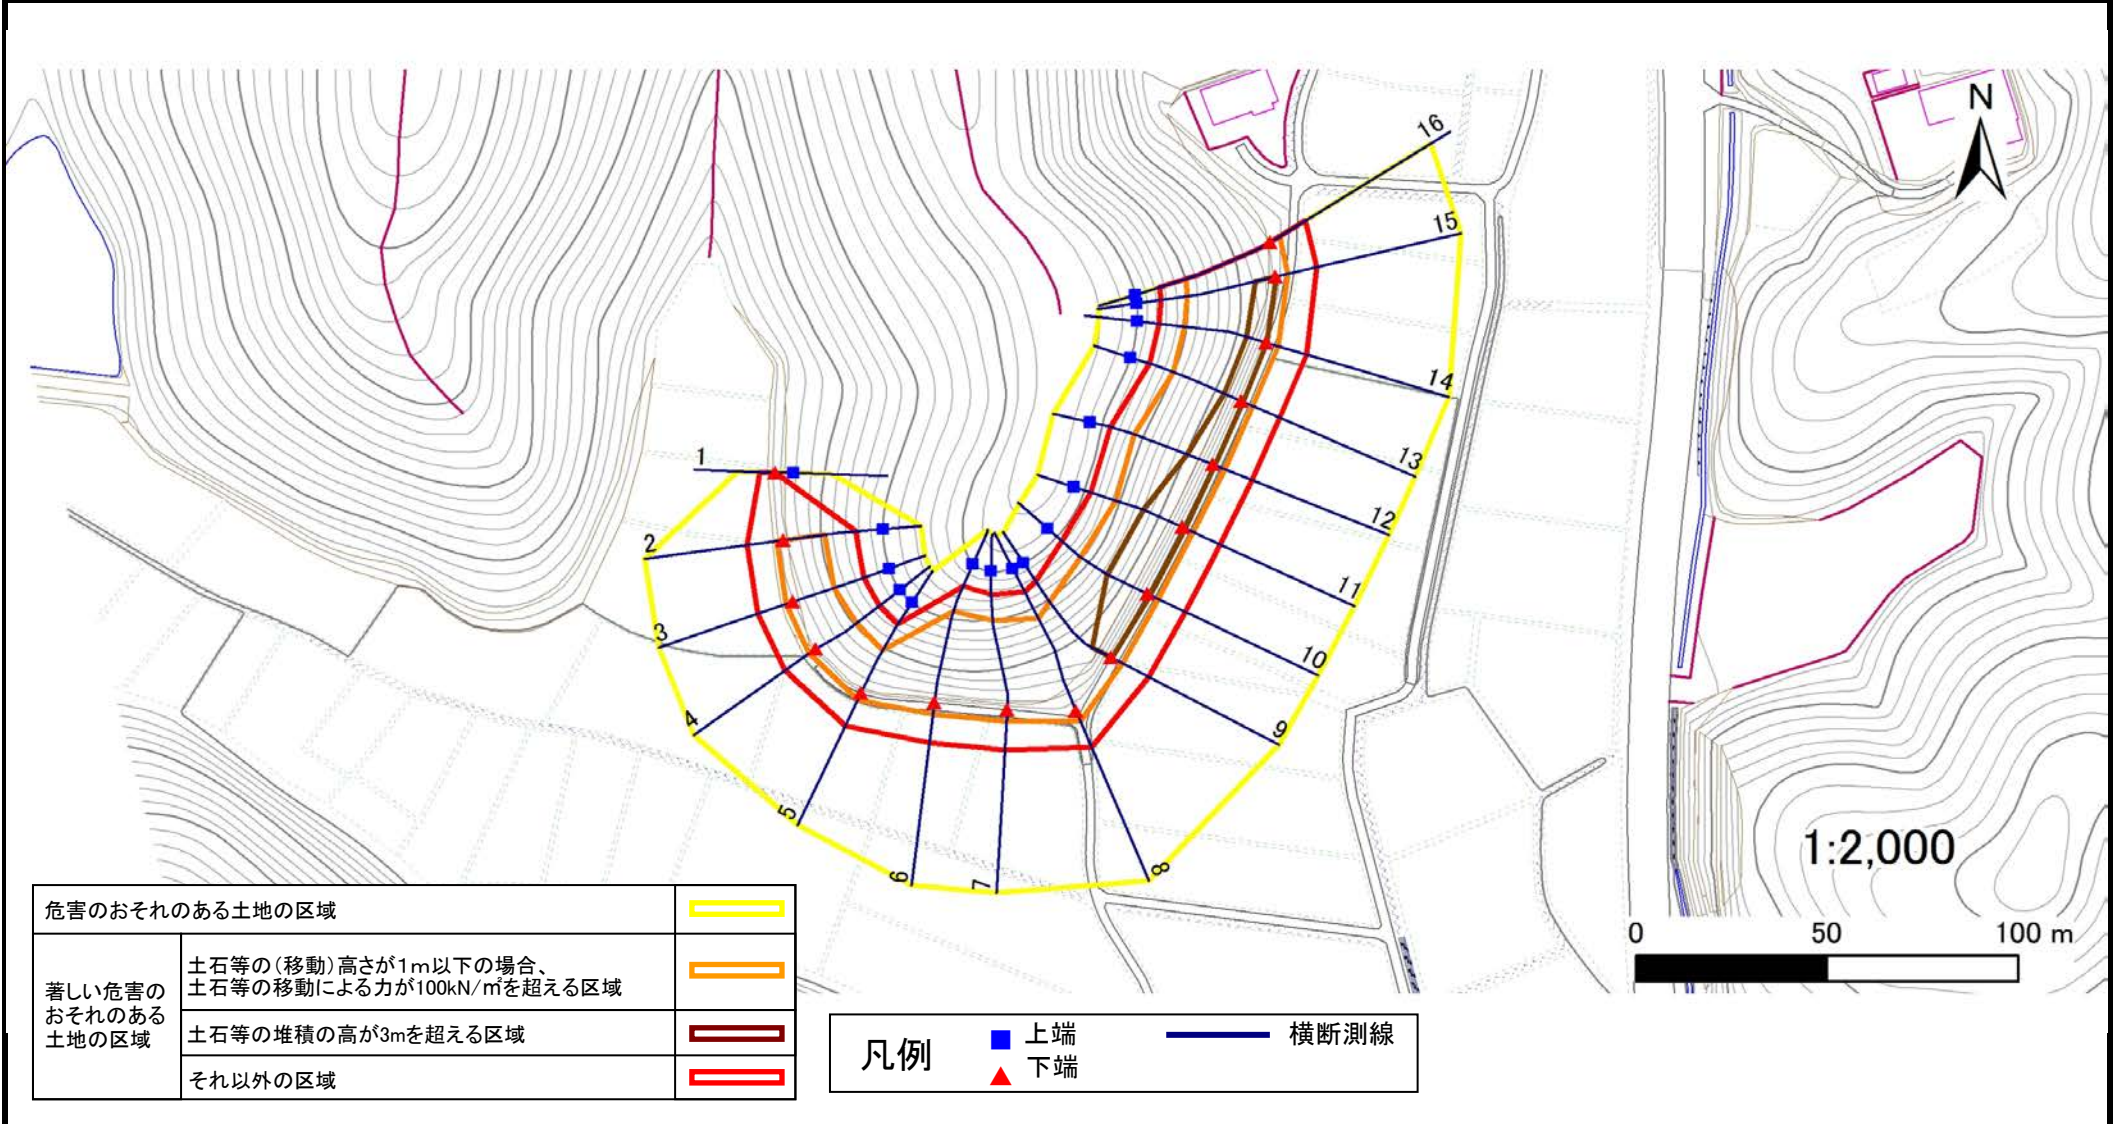 N
16
15
14
13
12
11
10
9
8
7
6
5
4
3
2
1
1:2,000
0 50 100 m
危害のおそれのある土地の区域
著しい危害の
おそれのある
土地の区域
土石等の(移動)高さが1m以下の場合、
土石等の移動による力が100kN/㎡を超える区域
土石等の堆積の高が3mを超える区域
それ以外の区域
凡例
上端
下端
横断測線